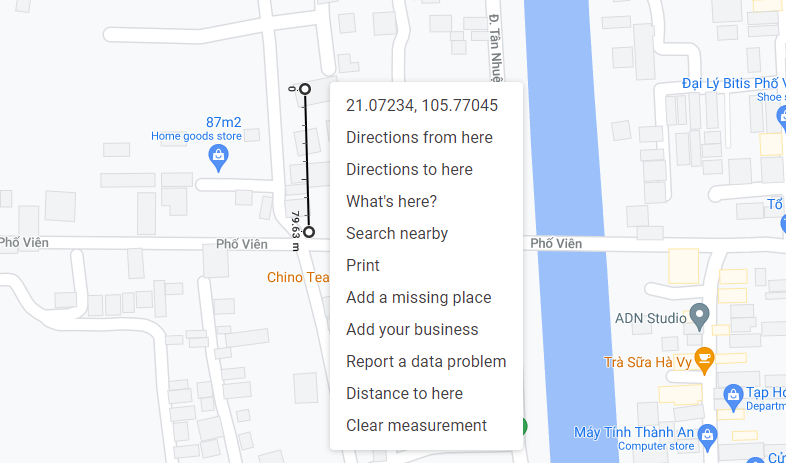 Đ. Tân Nhuệ
Đại Lý Bitis Phố V
Shoe s
21.07234, 105.77045
87m2
Home goods store
0
Directions from here
Directions to here
What's here?
Tổ
79.63 m
Search nearby
Phố Viên
Phố Viên
Phố Viên
Print
Chino Tea
Add a missing place
ADN Studio
Add your business
Report a data problem
Trà Sữa Hà Vy
Distance to here
Tạp Hó
Departm
Clear measurement
Máy Tính Thành An
Computer store
Cử